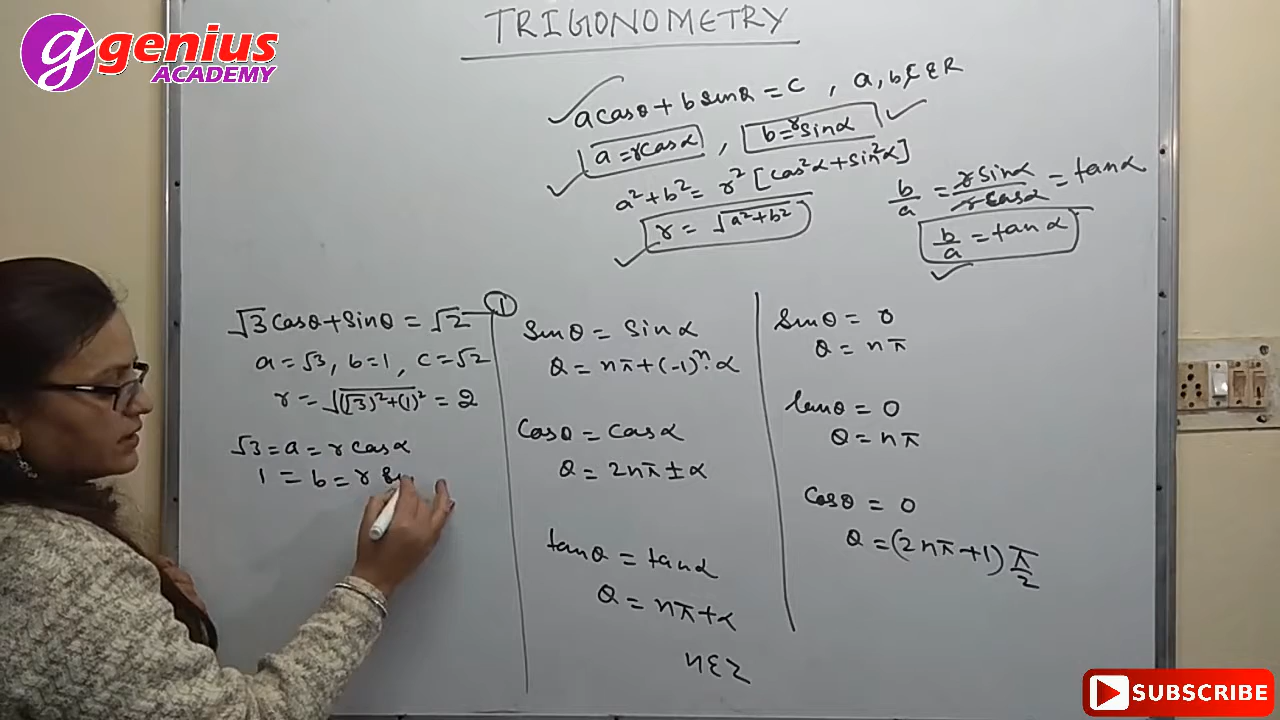 genius
ACADEMY
TRIGONOMETRY
a cosθ + b sinθ = c , a, b, c ∈ R
a = r cosα , b = r sinα
a² + b² = r² [cos²α + sin²α]
r = √a² + b²
b/a = r sinα / r cosα = tanα
b/a = tanα
√3 cosθ + sinθ = √2 — ①
a = √3, b = 1, c = √2
r = √(√3)² + (1)² = 2
√3 = a = r cosα
1 = b = r
sinθ = sinα
θ = nπ + (-1)ⁿ · α
cosθ = cosα
θ = 2nπ ± α
tanθ = tanα
θ = nπ + α
n ∈ Z
sinθ = 0
θ = nπ
tanθ = 0
θ = nπ
cosθ = 0
θ = (2nπ + 1) π/2
SUBSCRIBE